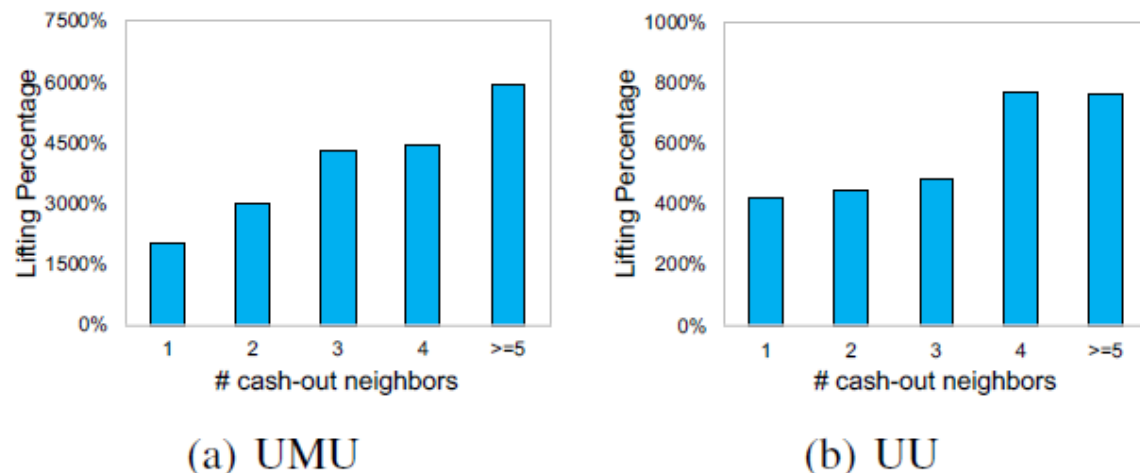 7500%
6000%
4500%
3000%
1500%
0%
Lifting Percentage
1 2 3 4 >=5
# cash-out neighbors
(a) UMU
1000%
800%
600%
400%
200%
0%
Lifting Percentage
1 2 3 4 >=5
# cash-out neighbors
(b) UU